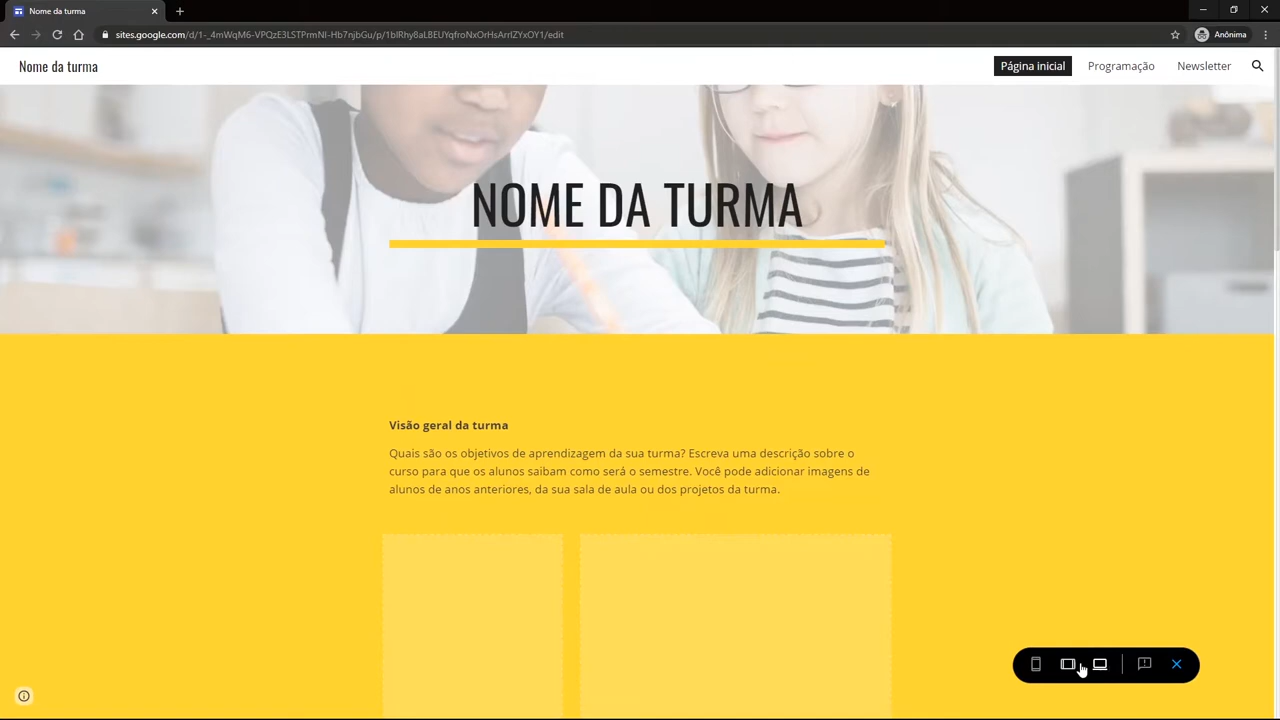 Nome da turma
sites.google.com/d/1-_4mWqM6-VPQzE3LSTPrmNI-Hb7njbGu/p/1blRhy8aLBEUYqfroNxOrHsArrlZYxOY1/edit
Anônima
Nome da turma
Página inicial
Programação
Newsletter
NOME DA TURMA
Visão geral da turma
Quais são os objetivos de aprendizagem da sua turma? Escreva uma descrição sobre o
curso para que os alunos saibam como será o semestre. Você pode adicionar imagens de
alunos de anos anteriores, da sua sala de aula ou dos projetos da turma.